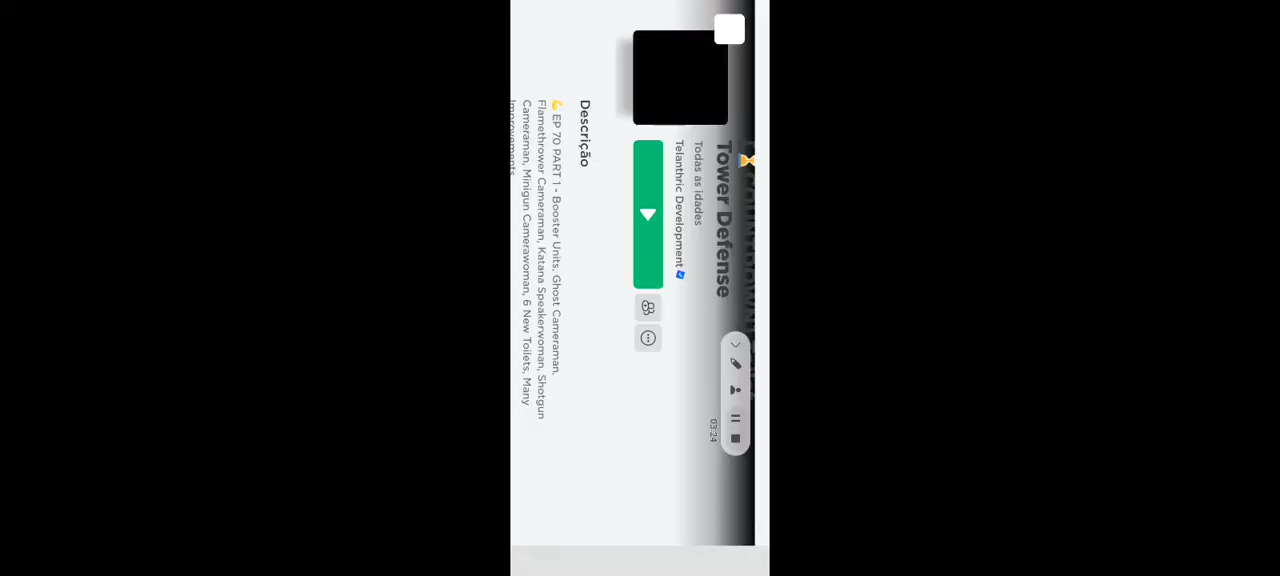 Tower Defense
Todas as idades
Telanthric Development
03:24
Descrição
💪 EP 70 PART 1 - Booster Units, Ghost Cameraman,
Flamethrower Cameraman, Katana Speakerwoman, Shotgun
Cameraman, Minigun Camerawoman, 6 New Toilets, Many
Improvements